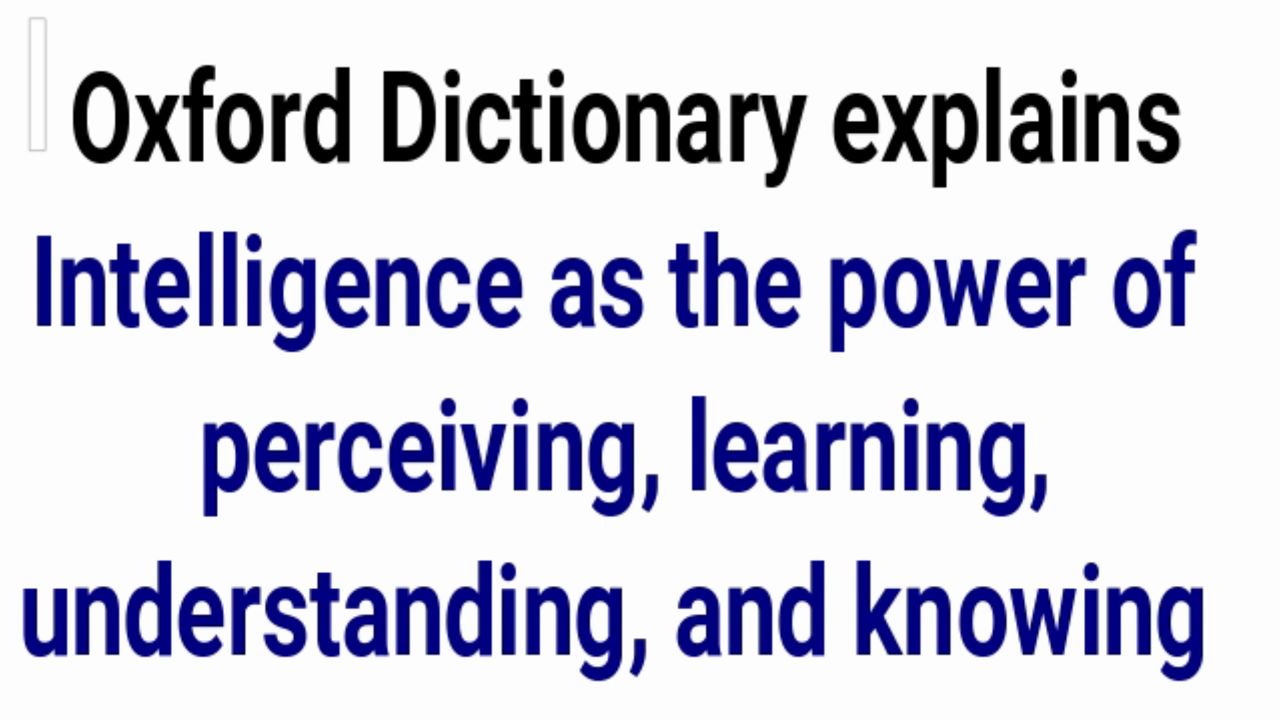 Oxford Dictionary explains
Intelligence as the power of
perceiving, learning,
understanding, and knowing